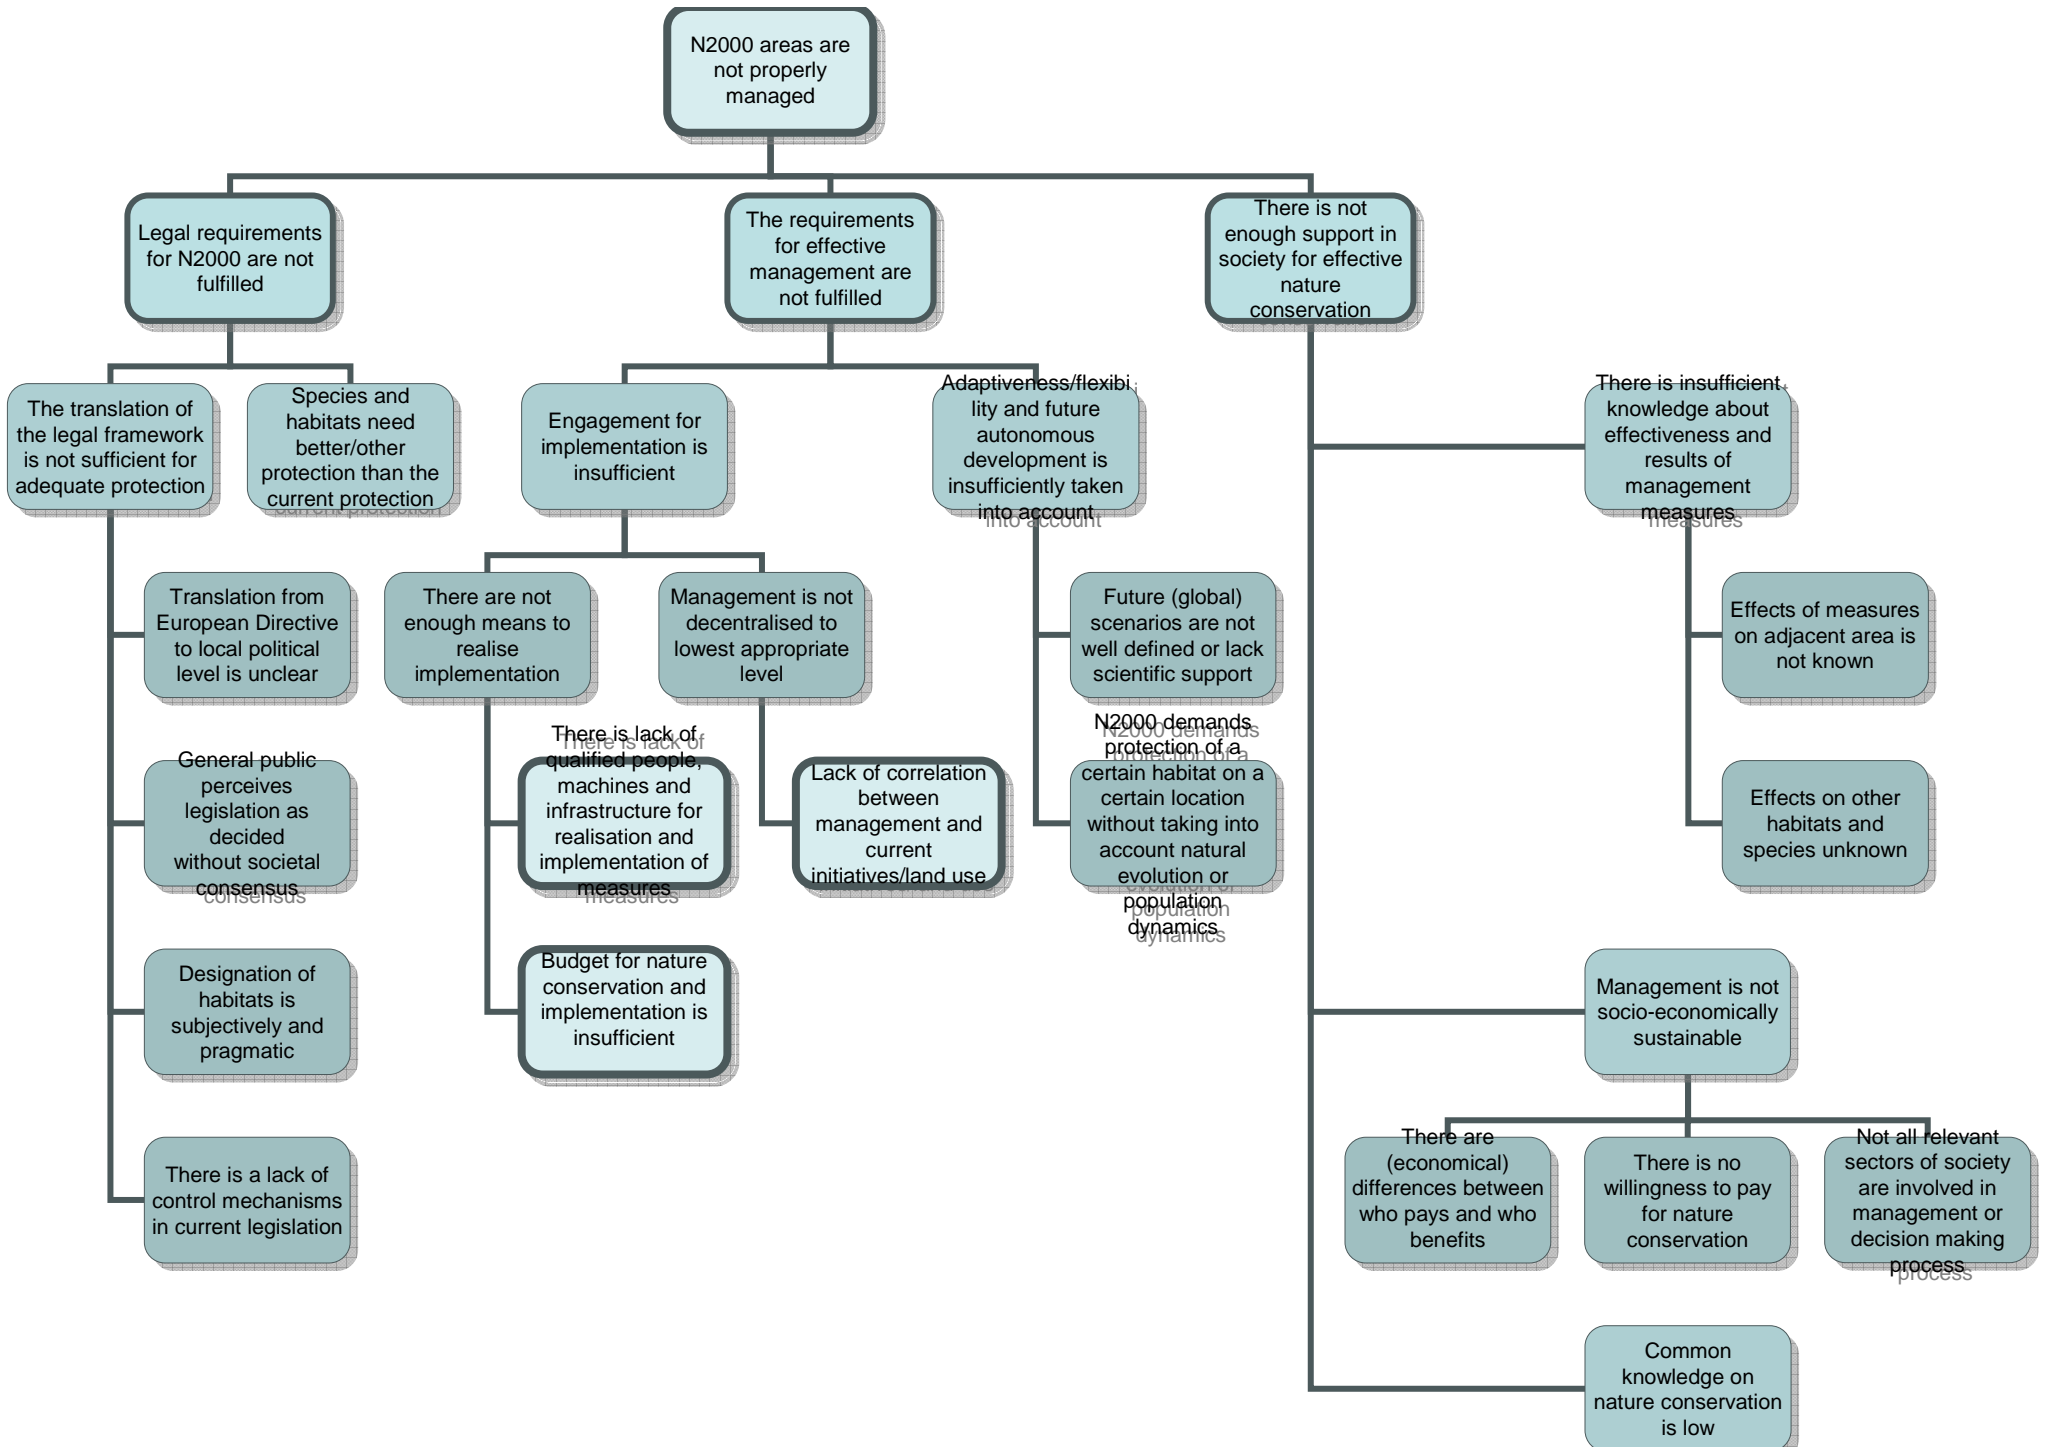 N2000 areas are
not properly
managed
Legal requirements
for N2000 are not
fulfilled
The requirements
for effective
management are
not fulfilled
There is not
enough support in
society for effective
nature
conservation
The translation of
the legal framework
is not sufficient for
adequate protection
Species and
habitats need
better/other
protection than the
current protection
Engagement for
implementation is
insufficient
Adaptiveness/flexibi
lity and future
autonomous
development is
insufficiently taken
into account
There is insufficient
knowledge about
effectiveness and
results of
management
measures
Translation from
European Directive
to local political
level is unclear
There are not
enough means to
realise
implementation
Management is not
decentralised to
lowest appropriate
level
Future (global)
scenarios are not
well defined or lack
scientific support
Effects of measures
on adjacent area is
not known
General public
perceives
legislation as
decided
without societal
consensus
There is lack of
qualified people,
machines and
infrastructure for
realisation and
implementation of
measures
Lack of correlation
between
management and
current
initiatives/land use
N2000 demands
protection of a
certain habitat on a
certain location
without taking into
account natural
evolution or
population
dynamics
Effects on other
habitats and
species unknown
Designation of
habitats is
subjectively and
pragmatic
Budget for nature
conservation and
implementation is
insufficient
Management is not
socio-economically
sustainable
There is a lack of
control mechanisms
in current legislation
There are
(economical)
differences between
who pays and who
benefits
There is no
willingness to pay
for nature
conservation
Not all relevant
sectors of society
are involved in
management or
decision making
process
Common
knowledge on
nature conservation
is low